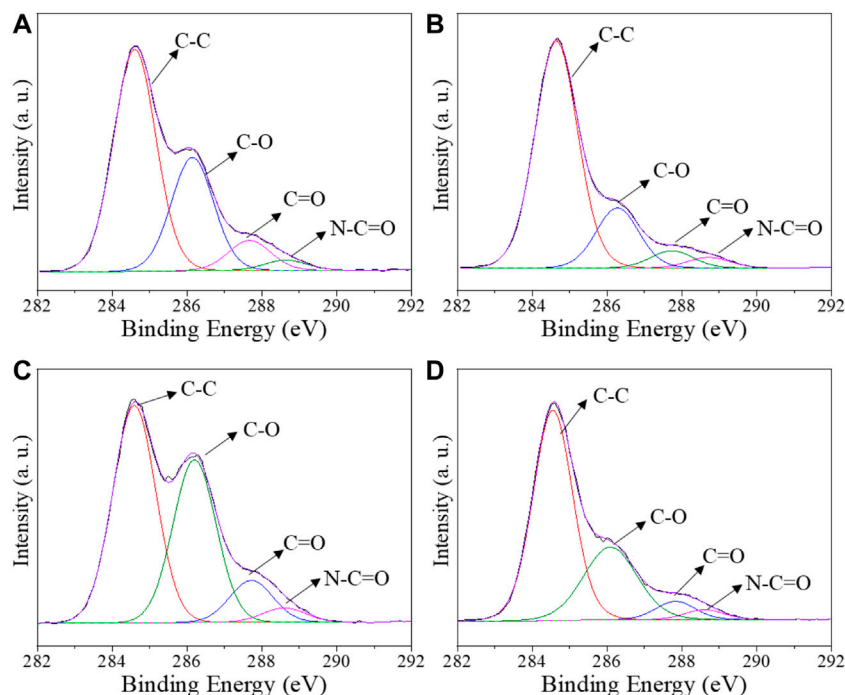 A
C-C
C-O
C=O
N-C=O
Intensity (a. u.)
282 284 286 288 290 292
Binding Energy (eV)
B
C-C
C-O
C=O
N-C=O
Intensity (a. u.)
282 284 286 288 290 292
Binding Energy (eV)
C
C-C
C-O
C=O
N-C=O
Intensity (a. u.)
282 284 286 288 290 292
Binding Energy (eV)
D
C-C
C-O
C=O
N-C=O
Intensity (a. u.)
282 284 286 288 290 292
Binding Energy (eV)